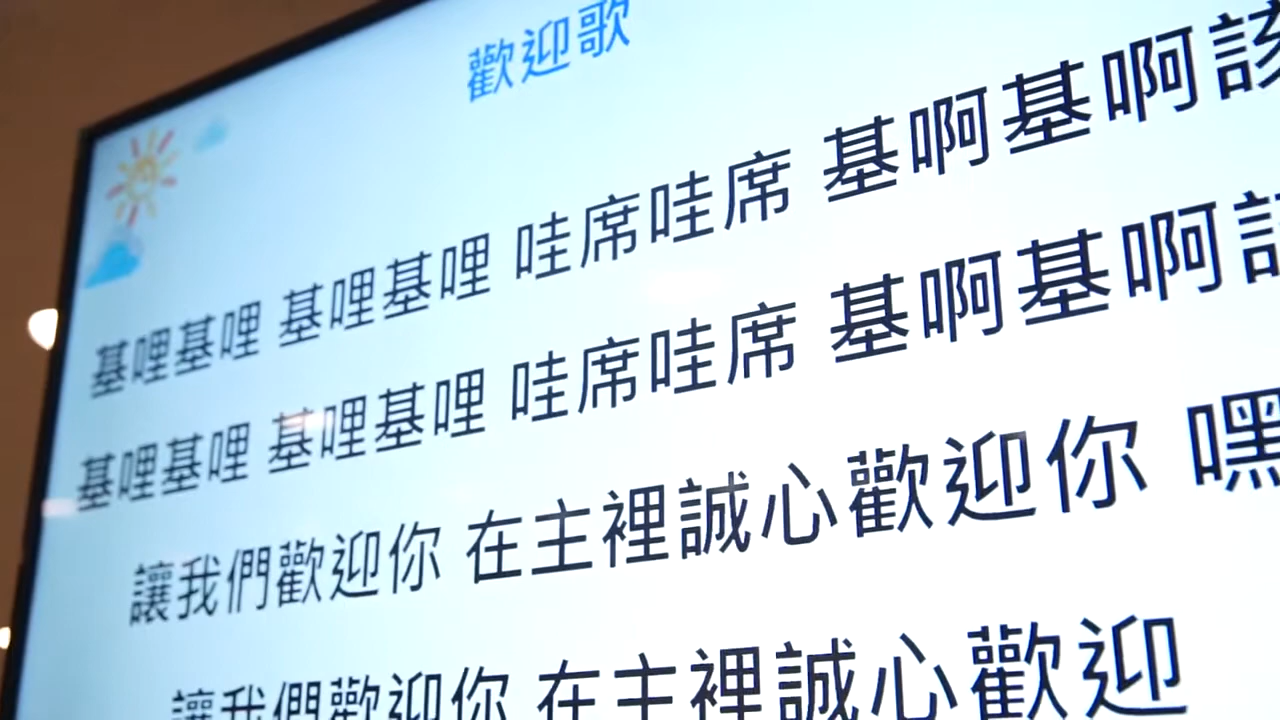 歡迎歌
基哩基哩 基哩基哩 哇席哇席 基啊基啊該
基哩基哩 基哩基哩 哇席哇席 基啊基啊
讓我們歡迎你 在主裡誠心歡迎你 嘿
讓我們歡迎你 在主裡誠心歡迎